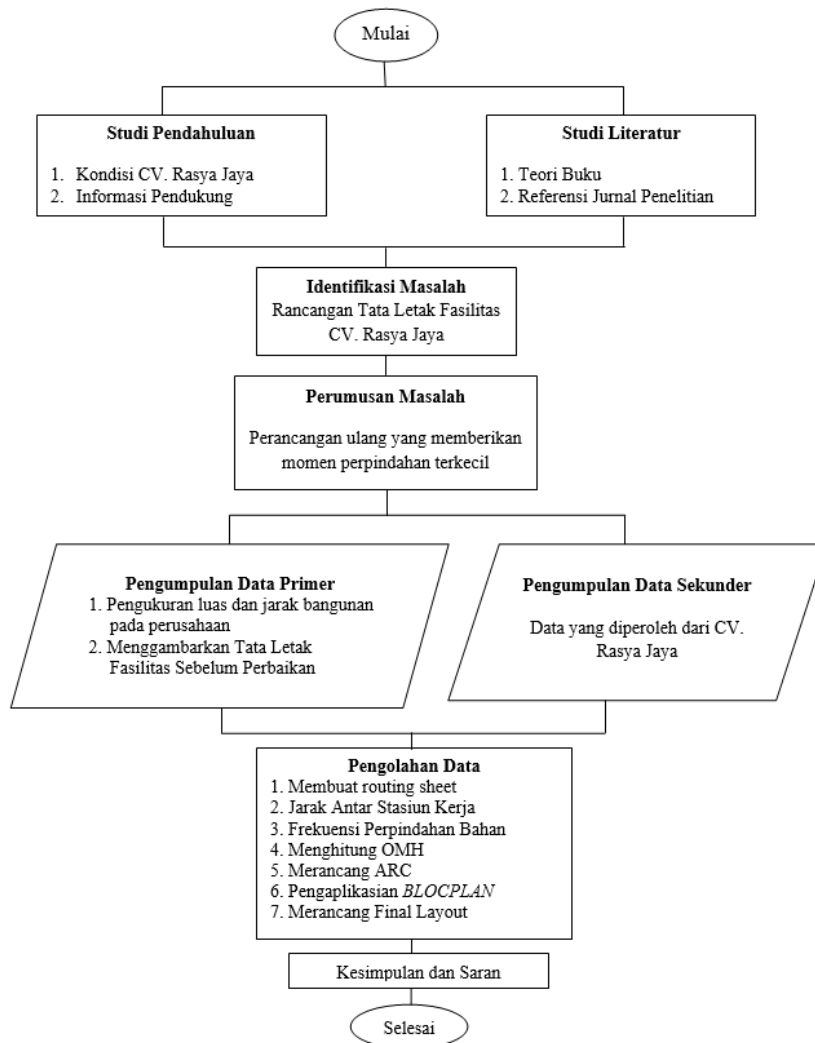 Mulai
Studi Pendahuluan
1. Kondisi CV. Rasya Jaya
2. Informasi Pendukung
Studi Literatur
1. Teori Buku
2. Referensi Jurnal Penelitian
Identifikasi Masalah
Rancangan Tata Letak Fasilitas
CV. Rasya Jaya
Perumusan Masalah
Perancangan ulang yang memberikan
momen perpindahan terkecil
Pengumpulan Data Primer
1. Pengukuran luas dan jarak bangunan
pada perusahaan
2. Menggambarkan Tata Letak
Fasilitas Sebelum Perbaikan
Pengumpulan Data Sekunder
Data yang diperoleh dari CV.
Rasya Jaya
Pengolahan Data
1. Membuat routing sheet
2. Jarak Antar Stasiun Kerja
3. Frekuensi Perpindahan Bahan
4. Menghitung OMH
5. Merancang ARC
6. Pengaplikasian BLOCPLAN
7. Merancang Final Layout
Kesimpulan dan Saran
Selesai